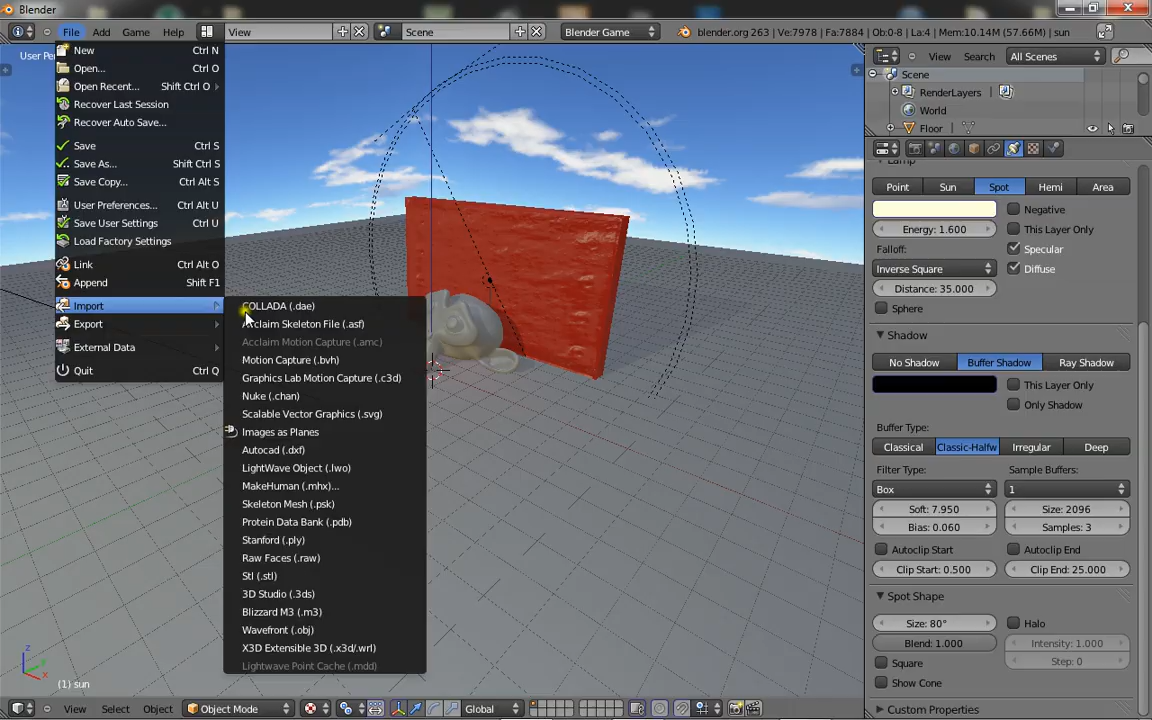 Blender
File Add Game Help View Scene Blender Game blender.org 263 | Ve:7978 | Fa:7884 | Ob:0-8 | La:4 | Mem:10.14M (57.66M) | sun
User Pe
New Ctrl N
Open... Ctrl O
Open Recent... Shift Ctrl O
Recover Last Session
Recover Auto Save...
Save Ctrl S
Save As... Shift Ctrl S
Save Copy... Ctrl Alt S
User Preferences... Ctrl Alt U
Save User Settings Ctrl U
Load Factory Settings
Link Ctrl Alt O
Append Shift F1
Import
Export
External Data
Quit Ctrl Q
COLLADA (.dae)
Acclaim Skeleton File (.asf)
Acclaim Motion Capture (.amc)
Motion Capture (.bvh)
Graphics Lab Motion Capture (.c3d)
Nuke (.chan)
Scalable Vector Graphics (.svg)
Images as Planes
Autocad (.dxf)
LightWave Object (.lwo)
MakeHuman (.mhx)...
Skeleton Mesh (.psk)
Protein Data Bank (.pdb)
Stanford (.ply)
Raw Faces (.raw)
Stl (.stl)
3D Studio (.3ds)
Blizzard M3 (.m3)
Wavefront (.obj)
X3D Extensible 3D (.x3d/.wrl)
Lightwave Point Cache (.mdd)
z
x
(1) sun
View Select Object Object Mode Global
View Search All Scenes
Scene
RenderLayers |
World
Floor |
Lamp
Point Sun Spot Hemi Area
Negative
Energy: 1.600 This Layer Only
Falloff: Specular
Inverse Square Diffuse
Distance: 35.000
Sphere
Shadow
No Shadow Buffer Shadow Ray Shadow
This Layer Only
Only Shadow
Buffer Type:
Classical Classic-Halfw Irregular Deep
Filter Type: Sample Buffers:
Box 1
Soft: 7.950 Size: 2096
Bias: 0.060 Samples: 3
Autoclip Start Autoclip End
Clip Start: 0.500 Clip End: 25.000
Spot Shape
Size: 80° Halo
Blend: 1.000 Intensity: 1.000
Square Step: 0
Show Cone
Custom Properties